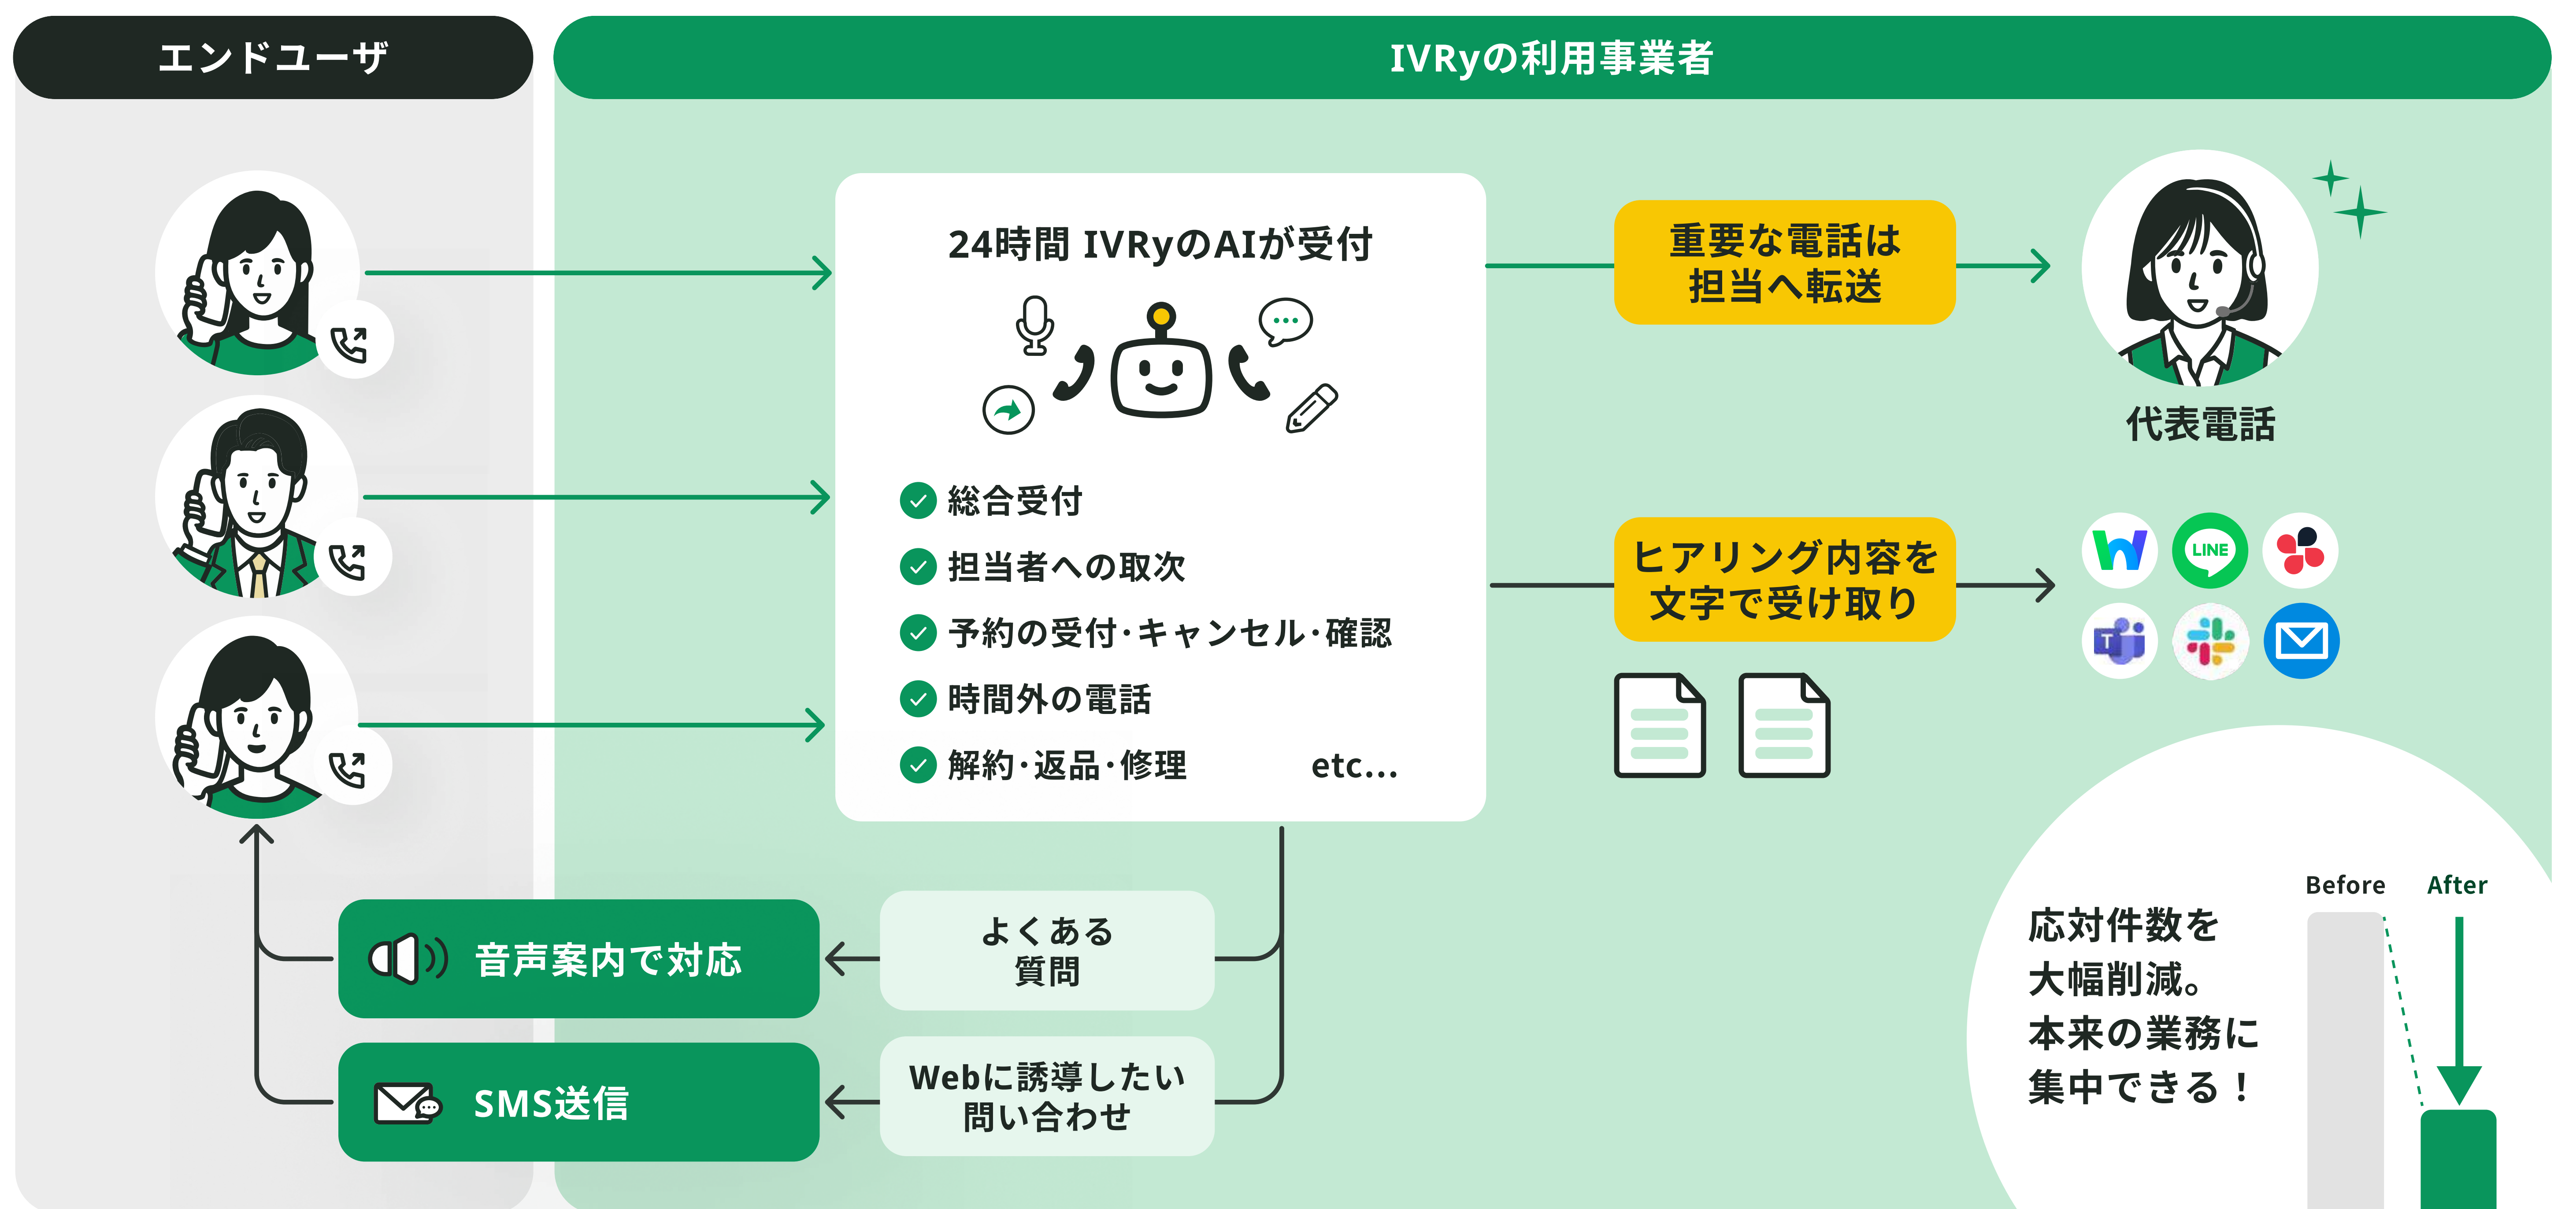 エンドユーザ
IVRyの利用事業者
24時間 IVRyのAIが受付
総合受付
担当者への取次
予約の受付・キャンセル・確認
時間外の電話
解約・返品・修理
etc...
重要な電話は
担当へ転送
代表電話
ヒアリング内容を
文字で受け取り
LINE
T
よくある
質問
音声案内で対応
Webに誘導したい
問い合わせ
SMS送信
応対件数を
大幅削減。
本来の業務に
集中できる！
Before
After